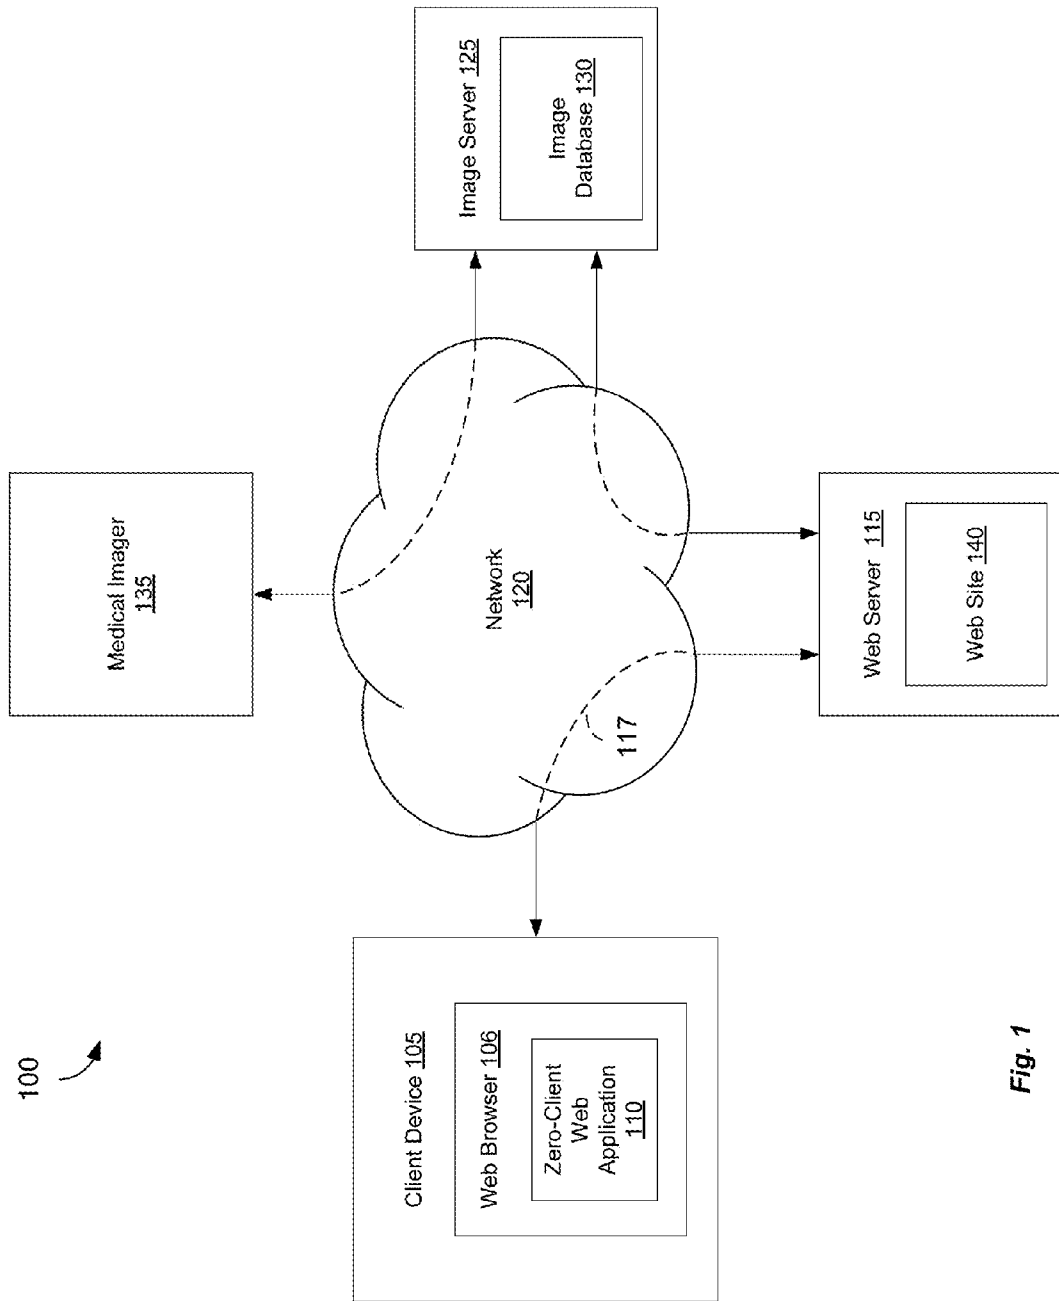 100
Medical Imager
135
Client Device 105
Web Browser 106
Zero-Client
Web
Application
110
Network
120
117
Image Server 125
Image
Database 130
Web Server 115
Web Site 140
Fig. 1